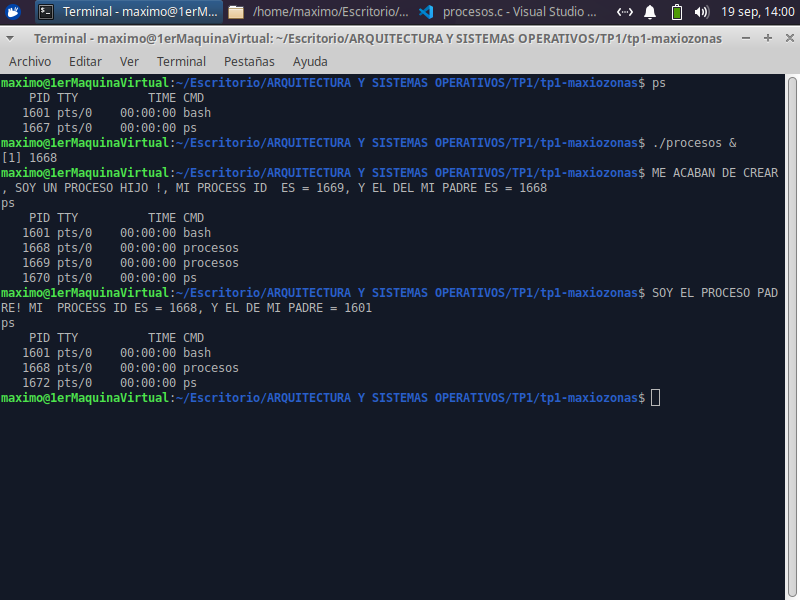 Terminal - maximo@1erM...
/home/maximo/Escritorio/...
procesos.c - Visual Studio ...
19 sep, 14:00
Terminal - maximo@1erMaquinaVirtual: ~/Escritorio/ARQUITECTURA Y SISTEMAS OPERATIVOS/TP1/tp1-maxiozonas
Archivo Editar Ver Terminal Pestañas Ayuda
maximo@1erMaquinaVirtual:~/Escritorio/ARQUITECTURA Y SISTEMAS OPERATIVOS/TP1/tp1-maxiozonas$ ps
    PID TTY          TIME CMD
   1601 pts/0    00:00:00 bash
   1667 pts/0    00:00:00 ps
maximo@1erMaquinaVirtual:~/Escritorio/ARQUITECTURA Y SISTEMAS OPERATIVOS/TP1/tp1-maxiozonas$ ./procesos &
[1] 1668
maximo@1erMaquinaVirtual:~/Escritorio/ARQUITECTURA Y SISTEMAS OPERATIVOS/TP1/tp1-maxiozonas$ ME ACABAN DE CREAR
, SOY UN PROCESO HIJO !, MI PROCESS ID  ES = 1669, Y EL DEL MI PADRE ES = 1668
ps
    PID TTY          TIME CMD
   1601 pts/0    00:00:00 bash
   1668 pts/0    00:00:00 procesos
   1669 pts/0    00:00:00 procesos
   1670 pts/0    00:00:00 ps
maximo@1erMaquinaVirtual:~/Escritorio/ARQUITECTURA Y SISTEMAS OPERATIVOS/TP1/tp1-maxiozonas$ SOY EL PROCESO PAD
RE! MI  PROCESS ID ES = 1668, Y EL DE MI PADRE = 1601
ps
    PID TTY          TIME CMD
   1601 pts/0    00:00:00 bash
   1668 pts/0    00:00:00 procesos
   1672 pts/0    00:00:00 ps
maximo@1erMaquinaVirtual:~/Escritorio/ARQUITECTURA Y SISTEMAS OPERATIVOS/TP1/tp1-maxiozonas$